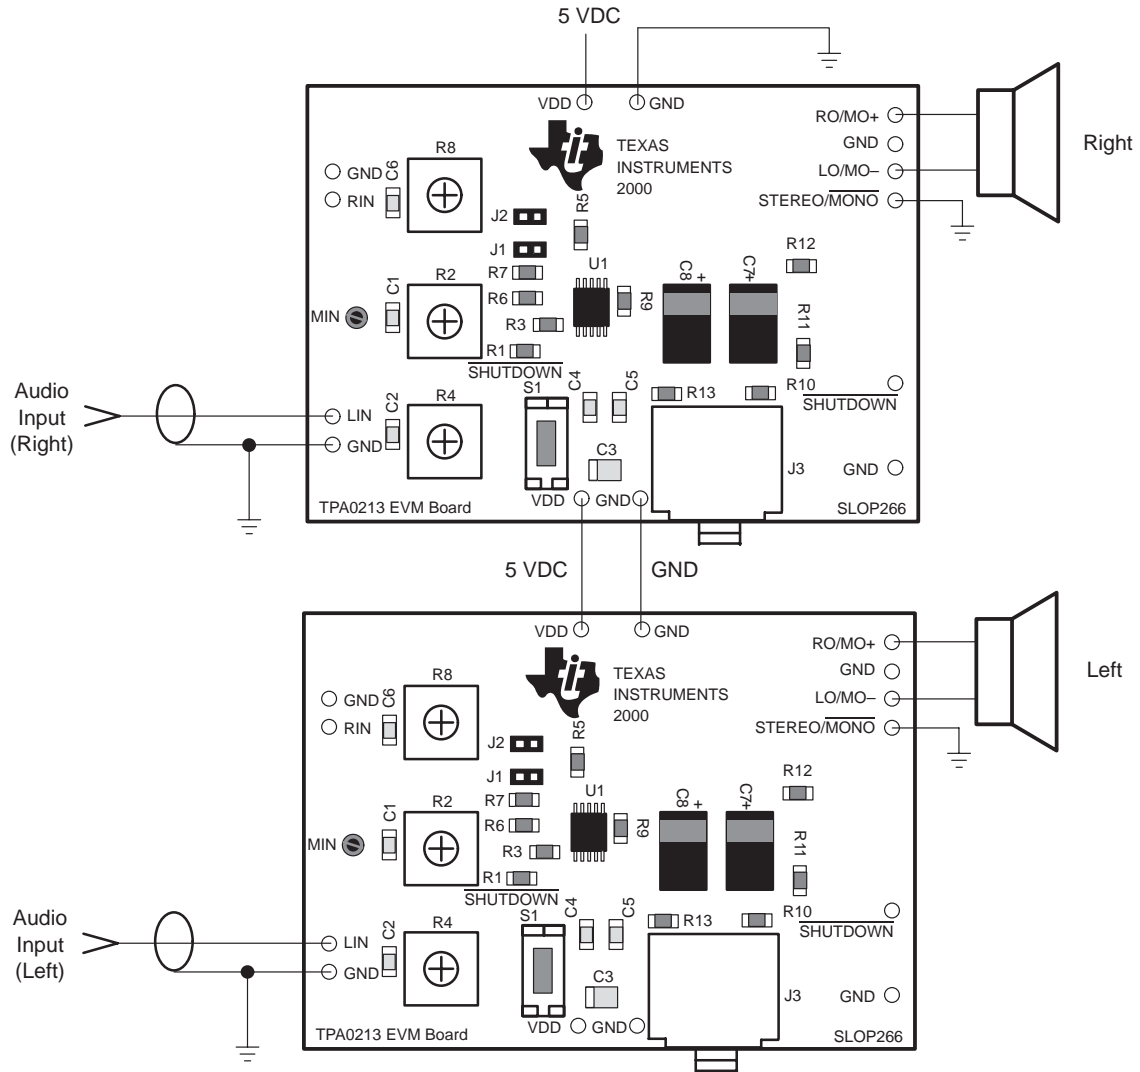 5 VDC
VDD
GND
RO/MO+
GND
LO/MO–
STEREO/MONO
Right
TEXAS
INSTRUMENTS
2000
GND
RIN
C6
R8
J2
J1
R5
R7
R6
R3
R1
SHUTDOWN
U1
R9
C8
+
C7+
R12
R11
MIN
C1
R2
Audio
Input
(Right)
LIN
GND
C2
R4
S1
C4
C5
C3
R13
R10
SHUTDOWN
J3
GND
VDD
GND
TPA0213 EVM Board
SLOP266
5 VDC
GND
VDD
GND
RO/MO+
GND
LO/MO–
STEREO/MONO
Left
TEXAS
INSTRUMENTS
2000
GND
RIN
C6
R8
J2
J1
R5
R7
R6
R3
R1
SHUTDOWN
U1
R9
C8
+
C7+
R12
R11
MIN
C1
R2
Audio
Input
(Left)
LIN
GND
C2
R4
S1
C4
C5
C3
R13
R10
SHUTDOWN
J3
GND
VDD
GND
TPA0213 EVM Board
SLOP266